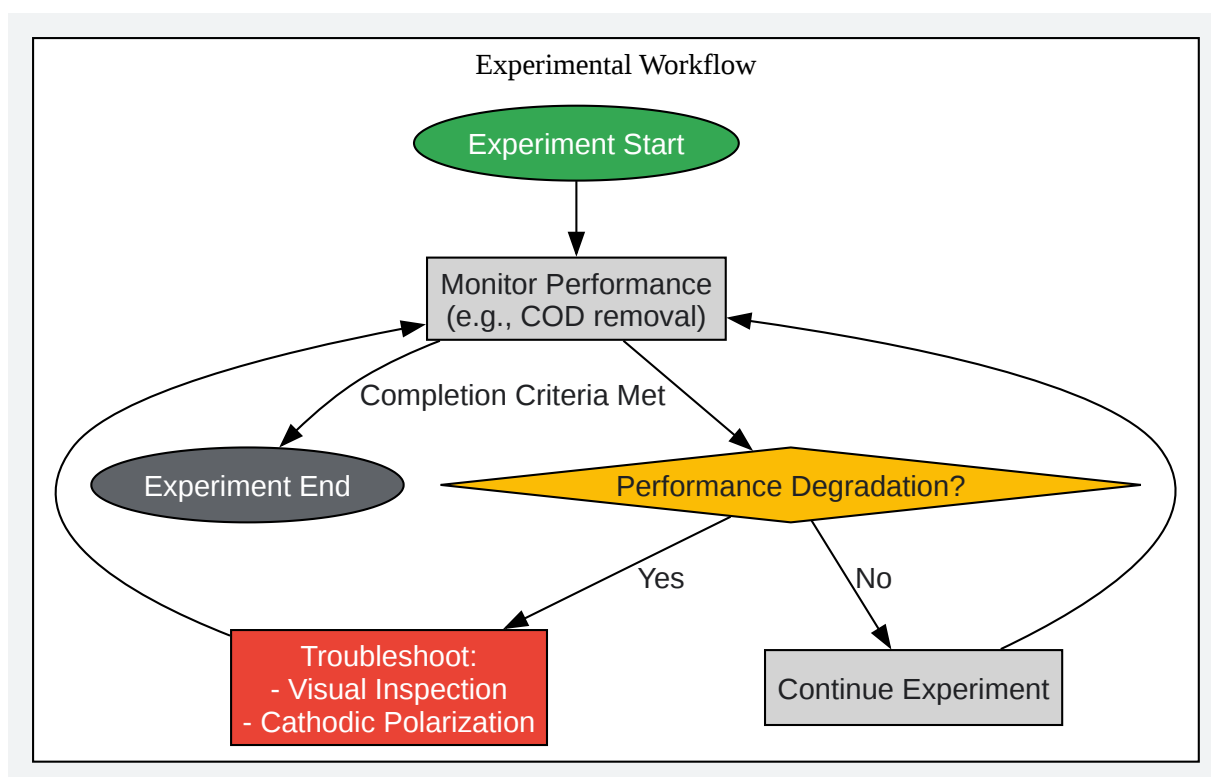 Experimental Workflow
Experiment Start
Monitor Performance
(e.g., COD removal)
Completion Criteria Met
Experiment End
Performance Degradation?
Yes
No
Troubleshoot:
- Visual Inspection
- Cathodic Polarization
Continue Experiment